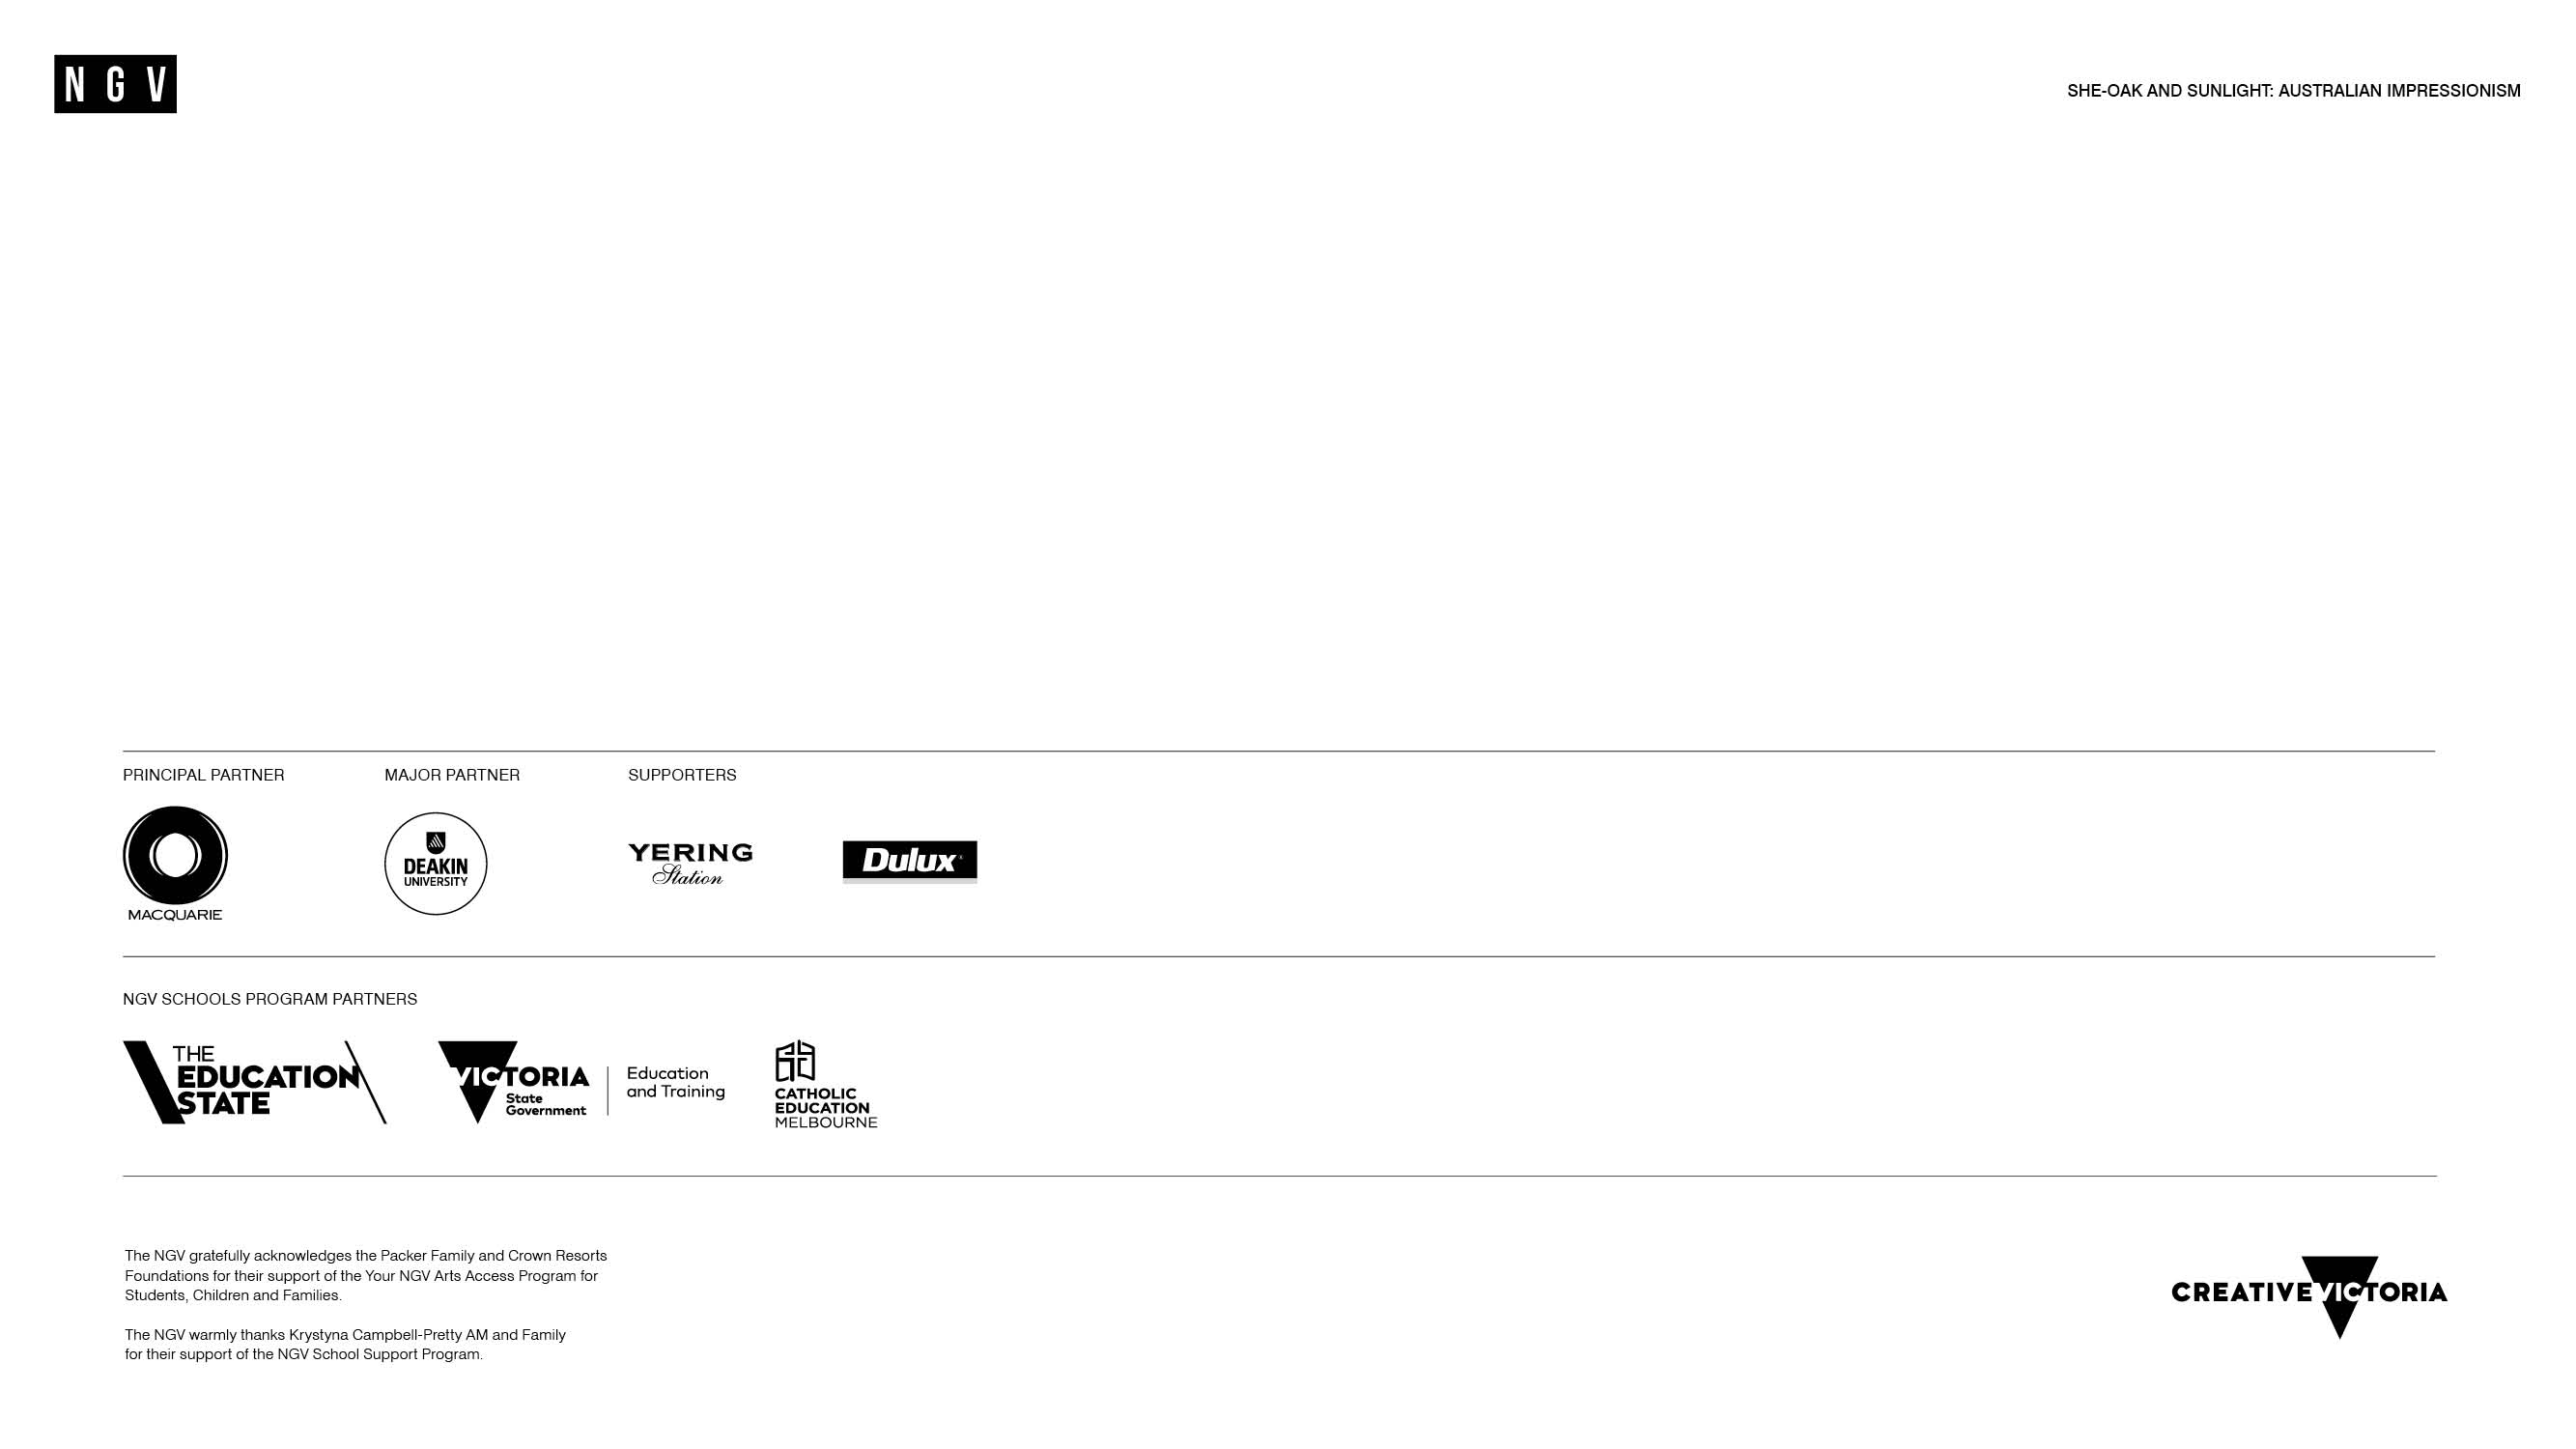 NGV
SHE-OAK AND SUNLIGHT: AUSTRALIAN IMPRESSIONISM
PRINCIPAL PARTNER
MAJOR PARTNER
SUPPORTERS
MACQUARIE
DEAKIN
UNIVERSITY
YERING
Station
Dulux
NGV SCHOOLS PROGRAM PARTNERS
THE
EDUCATION
STATE
VICTORIA
State
Government
Education
and Training
CATHOLIC
EDUCATION
MELBOURNE
The NGV gratefully acknowledges the Packer Family and Crown Resorts
Foundations for their support of the Your NGV Arts Access Program for
Students, Children and Families.
The NGV warmly thanks Krystyna Campbell-Pretty AM and Family
for their support of the NGV School Support Program.
CREATIVE VICTORIA